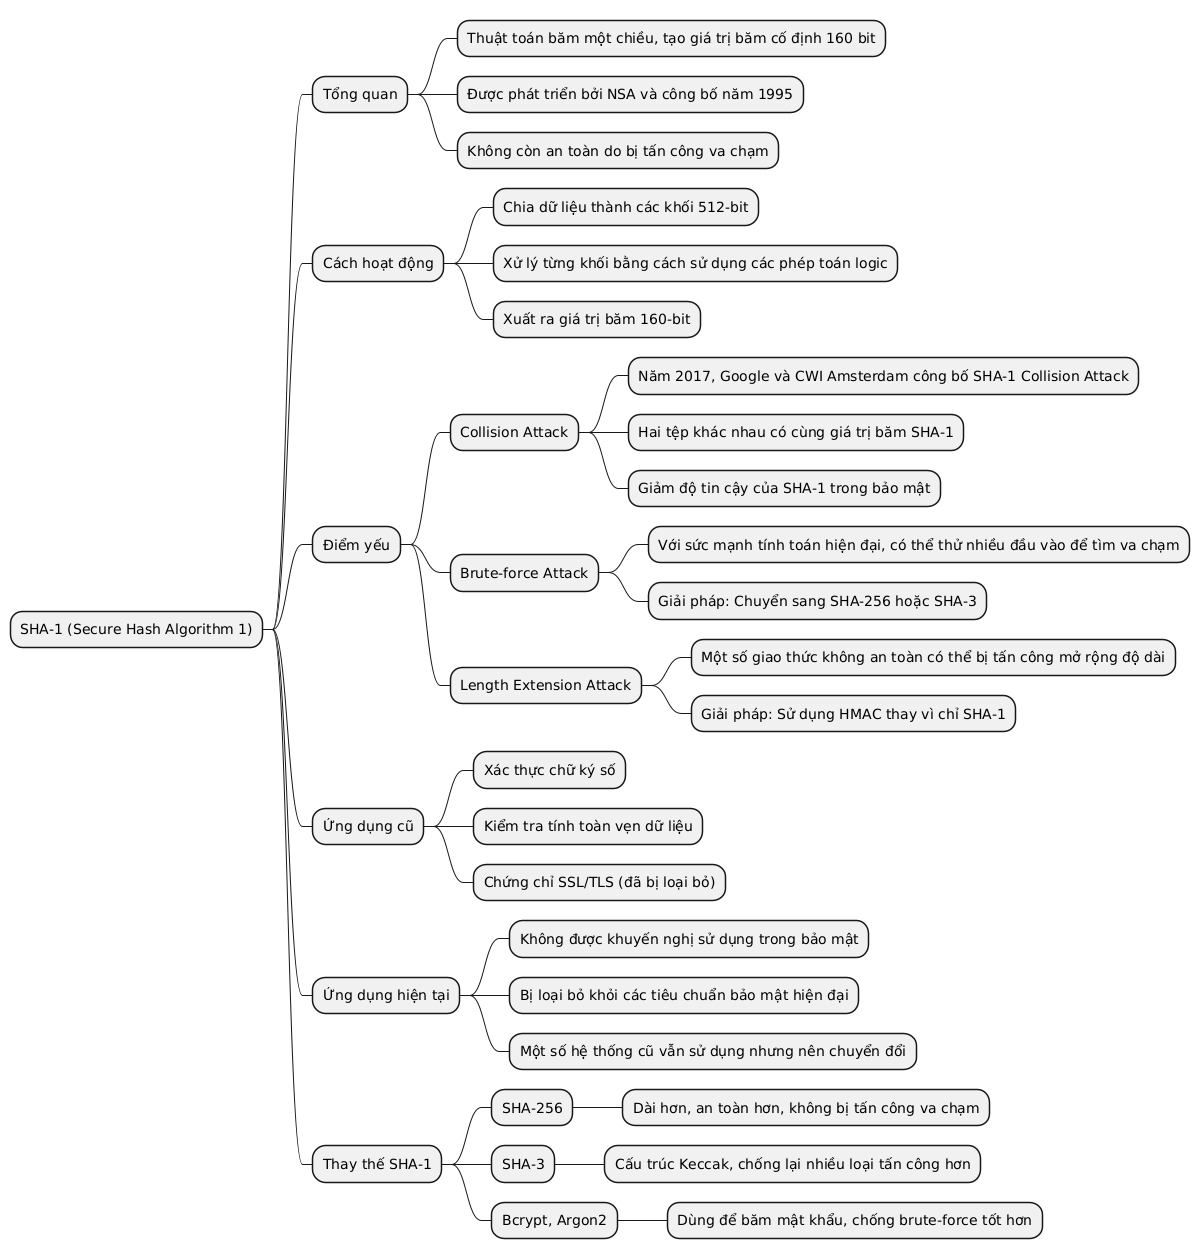 SHA-1 (Secure Hash Algorithm 1)
Tổng quan
Thuật toán băm một chiều, tạo giá trị băm cố định 160 bit
Được phát triển bởi NSA và công bố năm 1995
Không còn an toàn do bị tấn công va chạm
Cách hoạt động
Chia dữ liệu thành các khối 512-bit
Xử lý từng khối bằng cách sử dụng các phép toán logic
Xuất ra giá trị băm 160-bit
Điểm yếu
Collision Attack
Năm 2017, Google và CWI Amsterdam công bố SHA-1 Collision Attack
Hai tệp khác nhau có cùng giá trị băm SHA-1
Giảm độ tin cậy của SHA-1 trong bảo mật
Brute-force Attack
Với sức mạnh tính toán hiện đại, có thể thử nhiều đầu vào để tìm va chạm
Giải pháp: Chuyển sang SHA-256 hoặc SHA-3
Length Extension Attack
Một số giao thức không an toàn có thể bị tấn công mở rộng độ dài
Giải pháp: Sử dụng HMAC thay vì chỉ SHA-1
Ứng dụng cũ
Xác thực chữ ký số
Kiểm tra tính toàn vẹn dữ liệu
Chứng chỉ SSL/TLS (đã bị loại bỏ)
Ứng dụng hiện tại
Không được khuyến nghị sử dụng trong bảo mật
Bị loại bỏ khỏi các tiêu chuẩn bảo mật hiện đại
Một số hệ thống cũ vẫn sử dụng nhưng nên chuyển đổi
Thay thế SHA-1
SHA-256
Dài hơn, an toàn hơn, không bị tấn công va chạm
SHA-3
Cấu trúc Keccak, chống lại nhiều loại tấn công hơn
Bcrypt, Argon2
Dùng để băm mật khẩu, chống brute-force tốt hơn